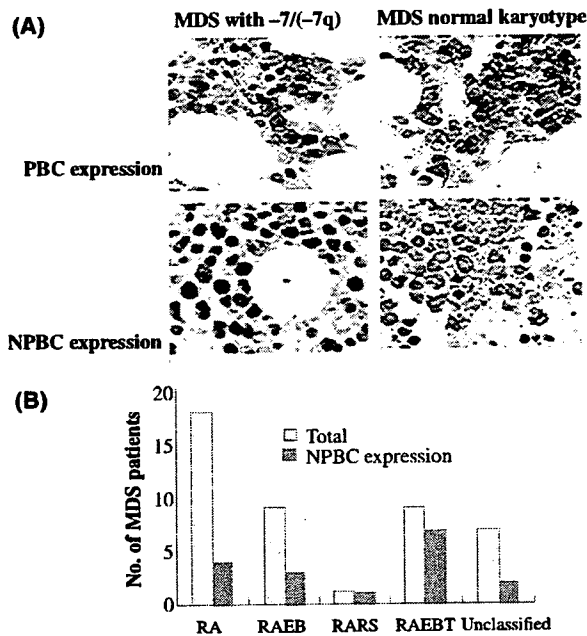 (A)
MDS with –7/(–7q)
MDS normal karyotype
PBC expression
NPBC expression
(B)
No. of MDS patients
20
15
10
5
0
Total
NPBC expression
RA
RAEB
RARS
RAEBT
Unclassified